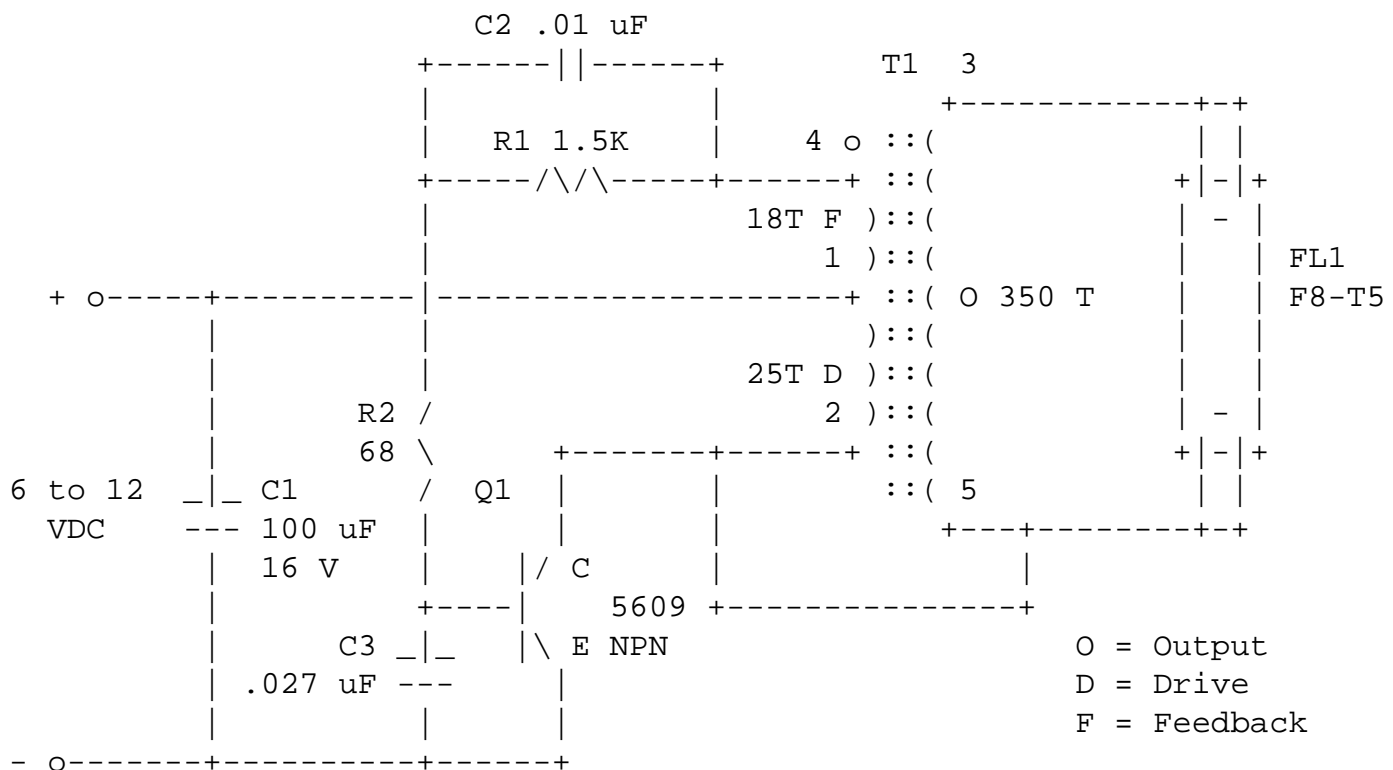 C2 .01 uF
T1 3
R1 1.5K
4 o
18T F
1
FL1
+ o
O 350 T
F8-T5
25T D
R2
2
68
6 to 12
C1
Q1
5
VDC
100 uF
16 V
C
5609
C3
E NPN
O = Output
.027 uF
D = Drive
F = Feedback
- o